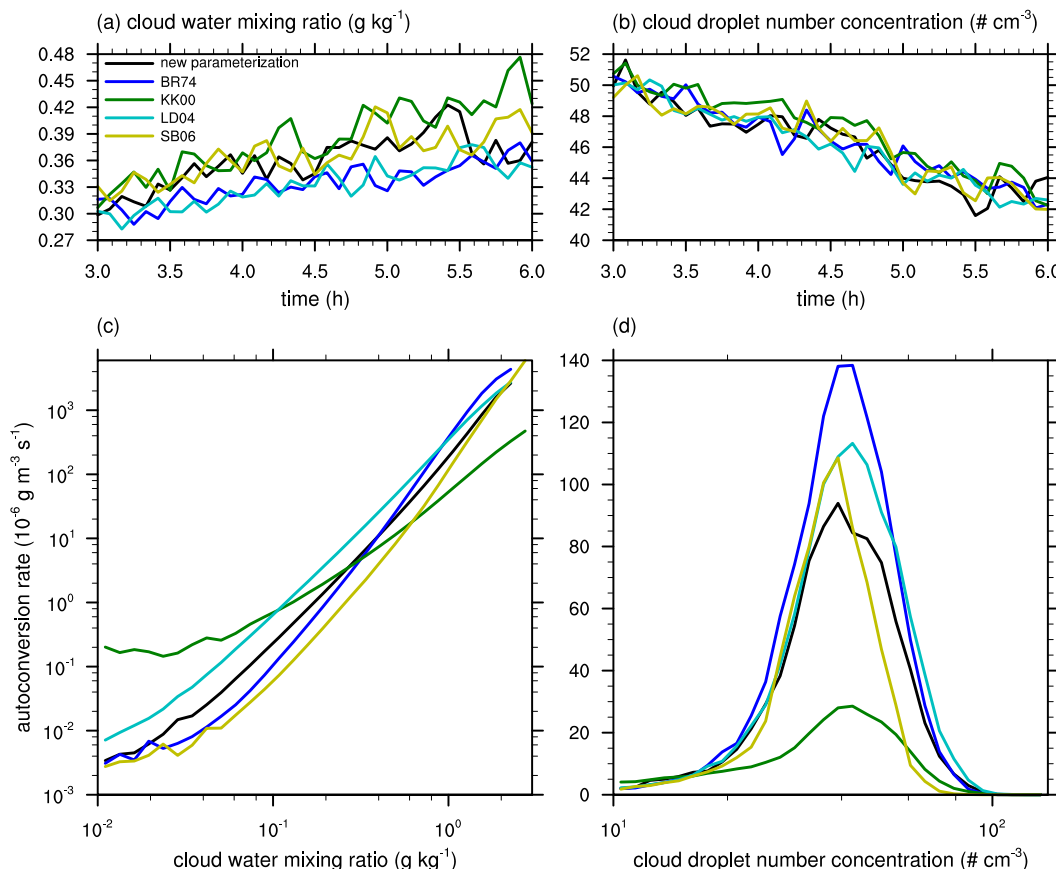 (a) cloud water mixing ratio (g kg⁻¹)
0.48
0.45
0.42
0.39
0.36
0.33
0.30
0.27
new parameterization
BR74
KK00
LD04
SB06
3.0 3.5 4.0 4.5 5.0 5.5 6.0
time (h)
(b) cloud droplet number concentration (# cm⁻³)
52
50
48
46
44
42
40
3.0 3.5 4.0 4.5 5.0 5.5 6.0
time (h)
(c)
autoconversion rate (10⁻⁶ g m⁻³ s⁻¹)
10³
10²
10¹
10⁰
10⁻¹
10⁻²
10⁻³
10⁻² 10⁻¹ 10⁰
cloud water mixing ratio (g kg⁻¹)
(d)
140
120
100
80
60
40
20
0
10¹ 10²
cloud droplet number concentration (# cm⁻³)